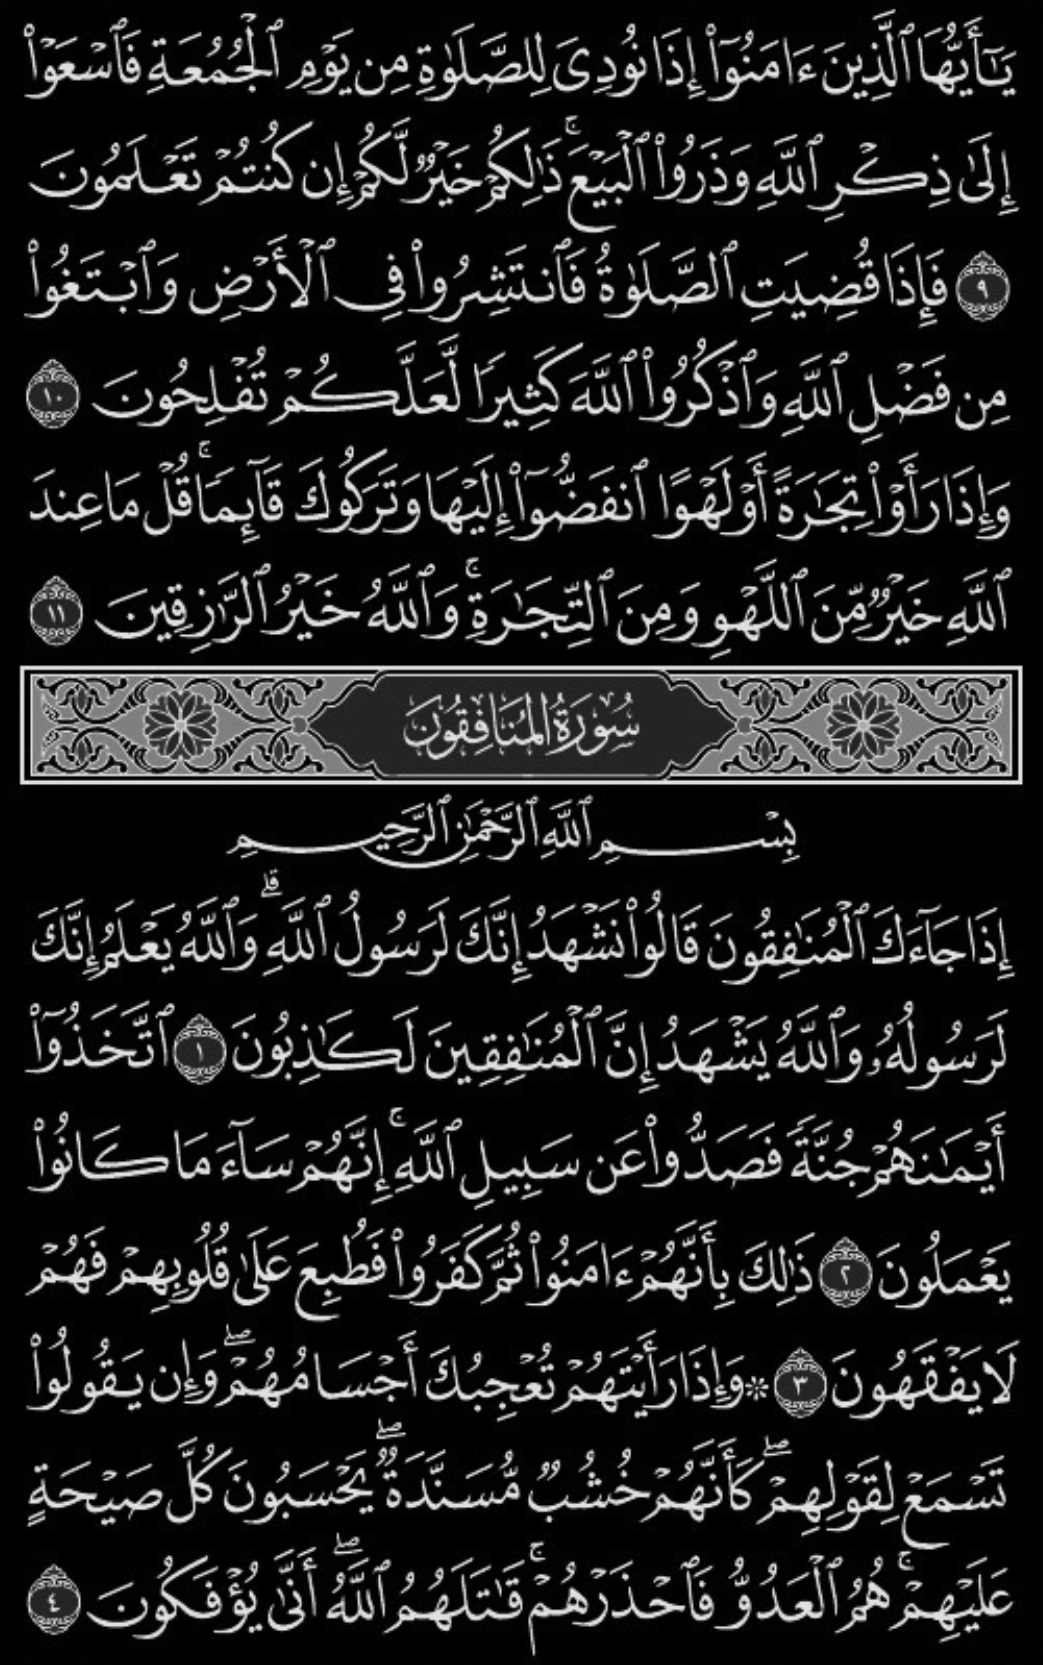 يَـٰٓأَيُّهَا ٱلَّذِينَ ءَامَنُوٓا۟ إِذَا نُودِىَ لِلصَّلَوٰةِ مِن يَوْمِ ٱلْجُمُعَةِ فَٱسْعَوْا۟
إِلَىٰ ذِكْرِ ٱللَّهِ وَذَرُوا۟ ٱلْبَيْعَ ۚ ذَٰلِكُمْ خَيْرٌ لَّكُمْ إِن كُنتُمْ تَعْلَمُونَ
٩ فَإِذَا قُضِيَتِ ٱلصَّلَوٰةُ فَٱنتَشِرُوا۟ فِى ٱلْأَرْضِ وَٱبْتَغُوا۟
مِن فَضْلِ ٱللَّهِ وَٱذْكُرُوا۟ ٱللَّهَ كَثِيرًا لَّعَلَّكُمْ تُفْلِحُونَ ١٠
وَإِذَا رَأَوْا۟ تِجَـٰرَةً أَوْ لَهْوًا ٱنفَضُّوٓا۟ إِلَيْهَا وَتَرَكُوكَ قَآئِمًا ۚ قُلْ مَا عِندَ
ٱللَّهِ خَيْرٌ مِّنَ ٱللَّهْوِ وَمِنَ ٱلتِّجَـٰرَةِ ۚ وَٱللَّهُ خَيْرُ ٱلرَّٰزِقِينَ ١١
سُورَةُ المُنَافِقُونَ
بِسْمِ ٱللَّهِ ٱلرَّحْمَـٰنِ ٱلرَّحِيمِ
إِذَا جَآءَكَ ٱلْمُنَـٰفِقُونَ قَالُوا۟ نَشْهَدُ إِنَّكَ لَرَسُولُ ٱللَّهِ ۗ وَٱللَّهُ يَعْلَمُ إِنَّكَ
لَرَسُولُهُۥ وَٱللَّهُ يَشْهَدُ إِنَّ ٱلْمُنَـٰفِقِينَ لَكَـٰذِبُونَ ١ ٱتَّخَذُوٓا۟
أَيْمَـٰنَهُمْ جُنَّةً فَصَدُّوا۟ عَن سَبِيلِ ٱللَّهِ ۚ إِنَّهُمْ سَآءَ مَا كَانُوا۟
يَعْمَلُونَ ٢ ذَٰلِكَ بِأَنَّهُمْ ءَامَنُوا۟ ثُمَّ كَفَرُوا۟ فَطُبِعَ عَلَىٰ قُلُوبِهِمْ فَهُمْ
لَا يَفْقَهُونَ ٣ ۞ وَإِذَا رَأَيْتَهُمْ تُعْجِبُكَ أَجْسَامُهُمْ ۖ وَإِن يَقُولُوا۟
تَسْمَعْ لِقَوْلِهِمْ ۖ كَأَنَّهُمْ خُشُبٌ مُّسَنَّدَةٌ ۖ يَحْسَبُونَ كُلَّ صَيْحَةٍ
عَلَيْهِمْ ۚ هُمُ ٱلْعَدُوُّ فَٱحْذَرْهُمْ ۚ قَـٰتَلَهُمُ ٱللَّهُ ۖ أَنَّىٰ يُؤْفَكُونَ ٤